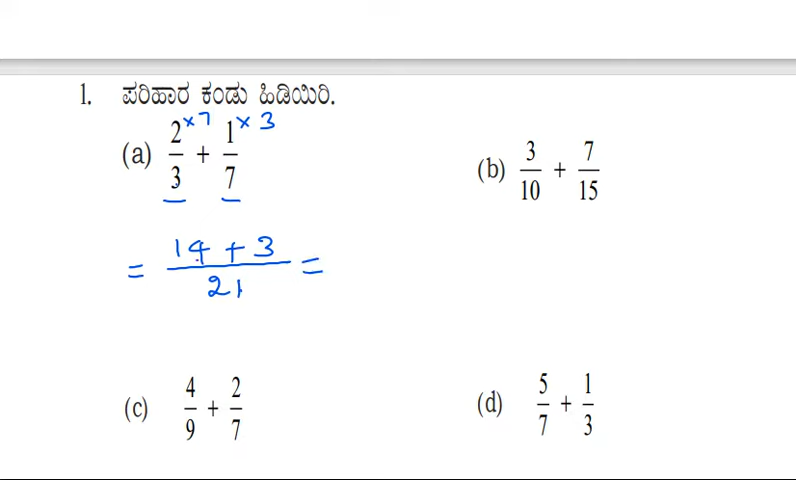 1. ಪರಿಹಾರ ಕಂಡು ಹಿಡಿಯಿರಿ.
(a) 2/3 ×7 + 1/7 ×3
(b) 3/10 + 7/15
= 14 + 3 / 21 =
(c) 4/9 + 2/7
(d) 5/7 + 1/3